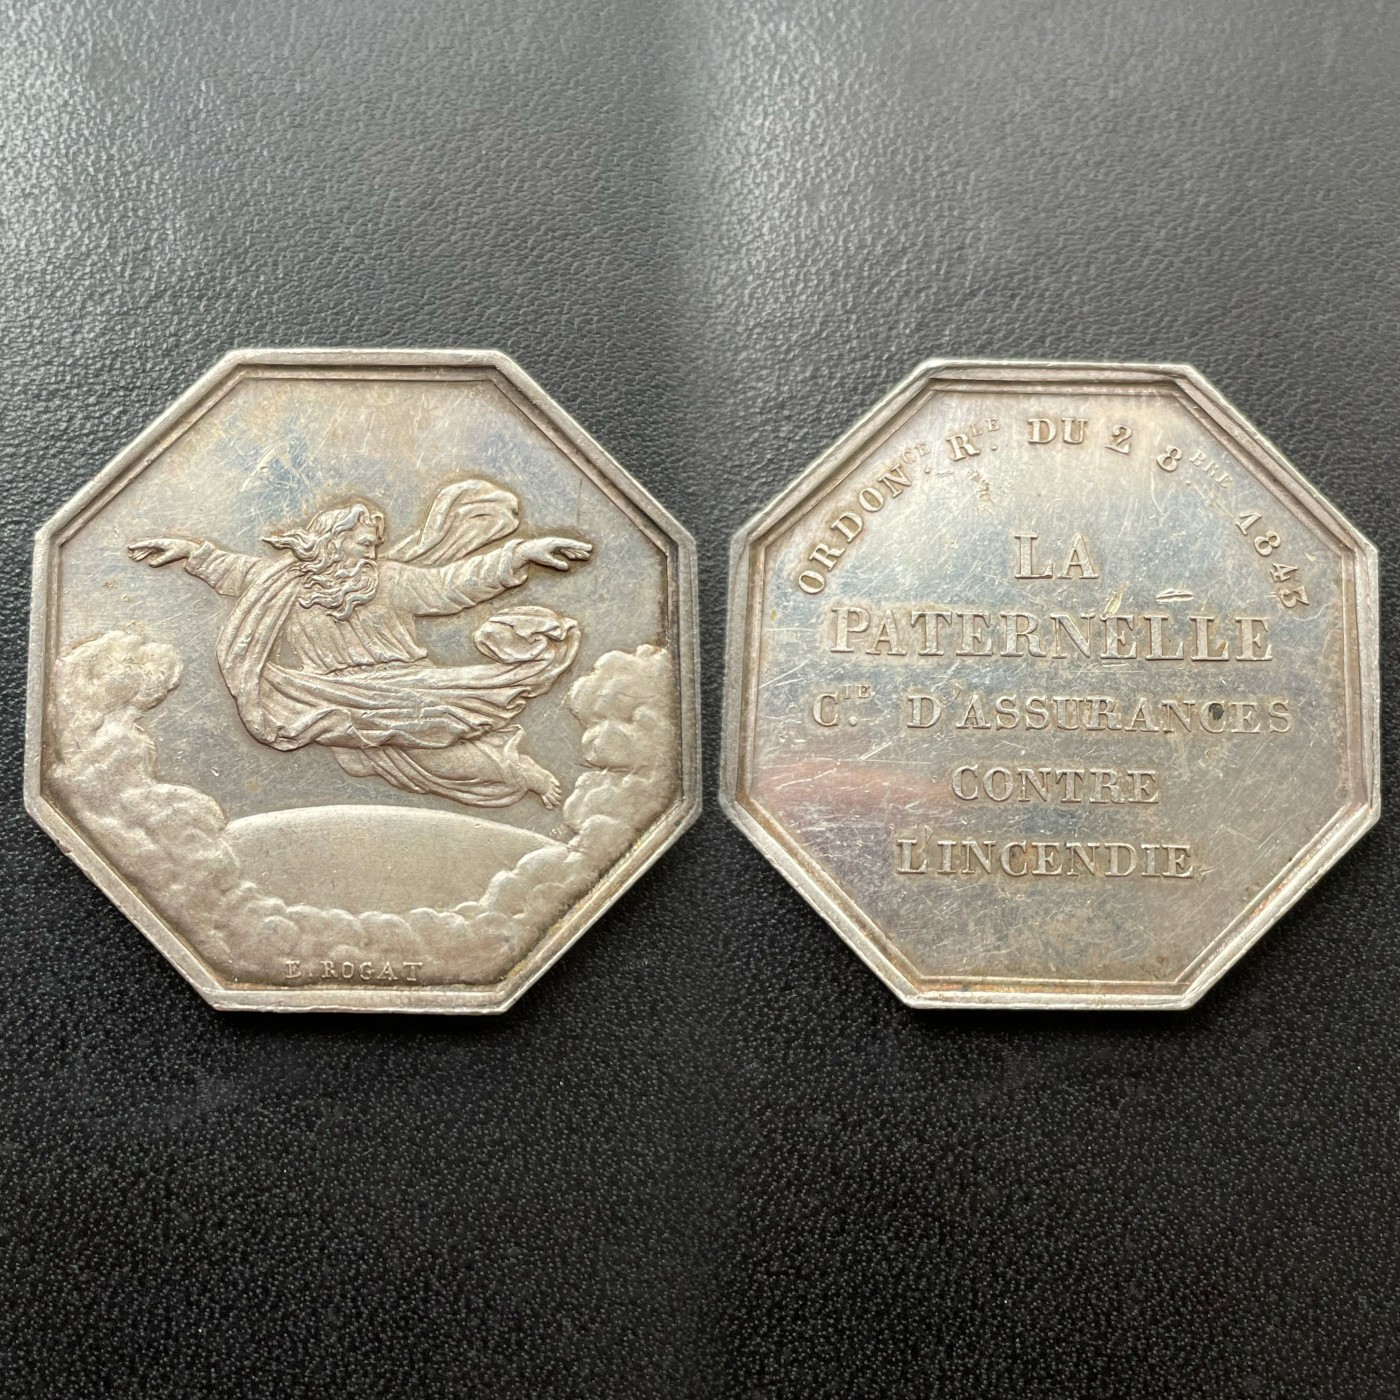 E. ROGAT
ORDONCE. RLE. DU 2 8BRE 1843
LA
PATERNELLE
CIE. D'ASSURANCES
CONTRE
L'INCENDIE